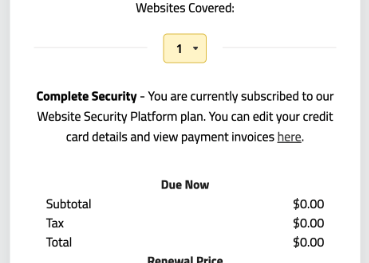 Websites Covered:
1
Complete Security - You are currently subscribed to our
Website Security Platform plan. You can edit your credit
card details and view payment invoices here.
Due Now
Subtotal $0.00
Tax $0.00
Total $0.00
Renewal Price